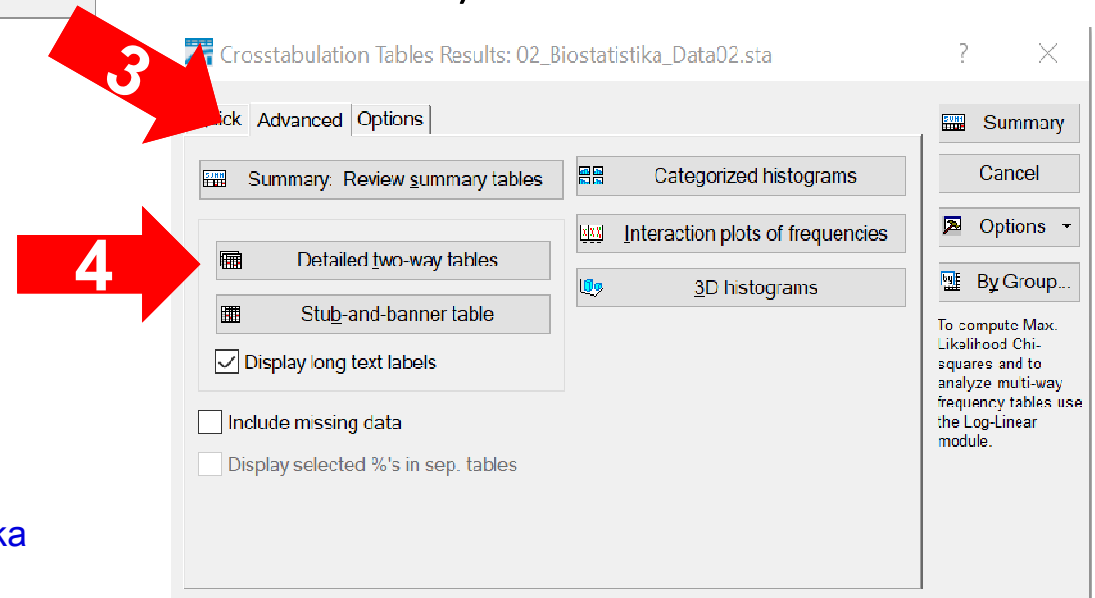 3
Crosstabulation Tables Results: 02_Biostatistika_Data02.sta
?
Advanced
Options
Summary: Review summary tables
Categorized histograms
Interaction plots of frequencies
3D histograms
4
Detailed two-way tables
Stub-and-banner table
Display long text labels
Include missing data
Display selected %'s in sep. tables
Summary
Cancel
Options
By Group...
To compute Max.
Likelihood Chi-
squares and to
analyze multi-way
frequency tables use
the Log-Linear
module.
ka